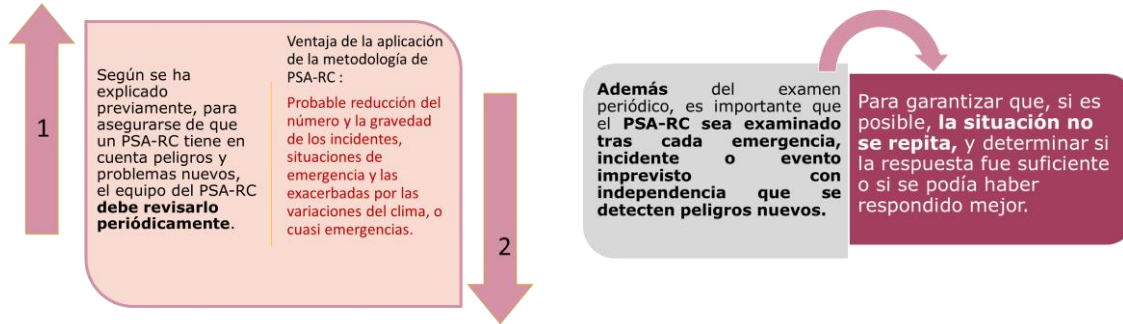 1
Según se ha
explicado
previamente, para
asegurarse de que
un PSA-RC tiene en
cuenta peligros y
problemas nuevos,
el equipo del PSA-RC
debe revisarlo
periódicamente.
Ventaja de la aplicación
de la metodología de
PSA-RC :
Probable reducción del
número y la gravedad
de los incidentes,
situaciones de
emergencia y las
exacerbadas por las
variaciones del clima, o
cuasi emergencias.
2
Además del examen
periódico, es importante que
el PSA-RC sea examinado
tras cada emergencia,
incidente o evento
imprevisto con
independencia que se
detecten peligros nuevos.
Para garantizar que, si es
posible, la situación no
se repita, y determinar si
la respuesta fue suficiente
o si se podía haber
respondido mejor.